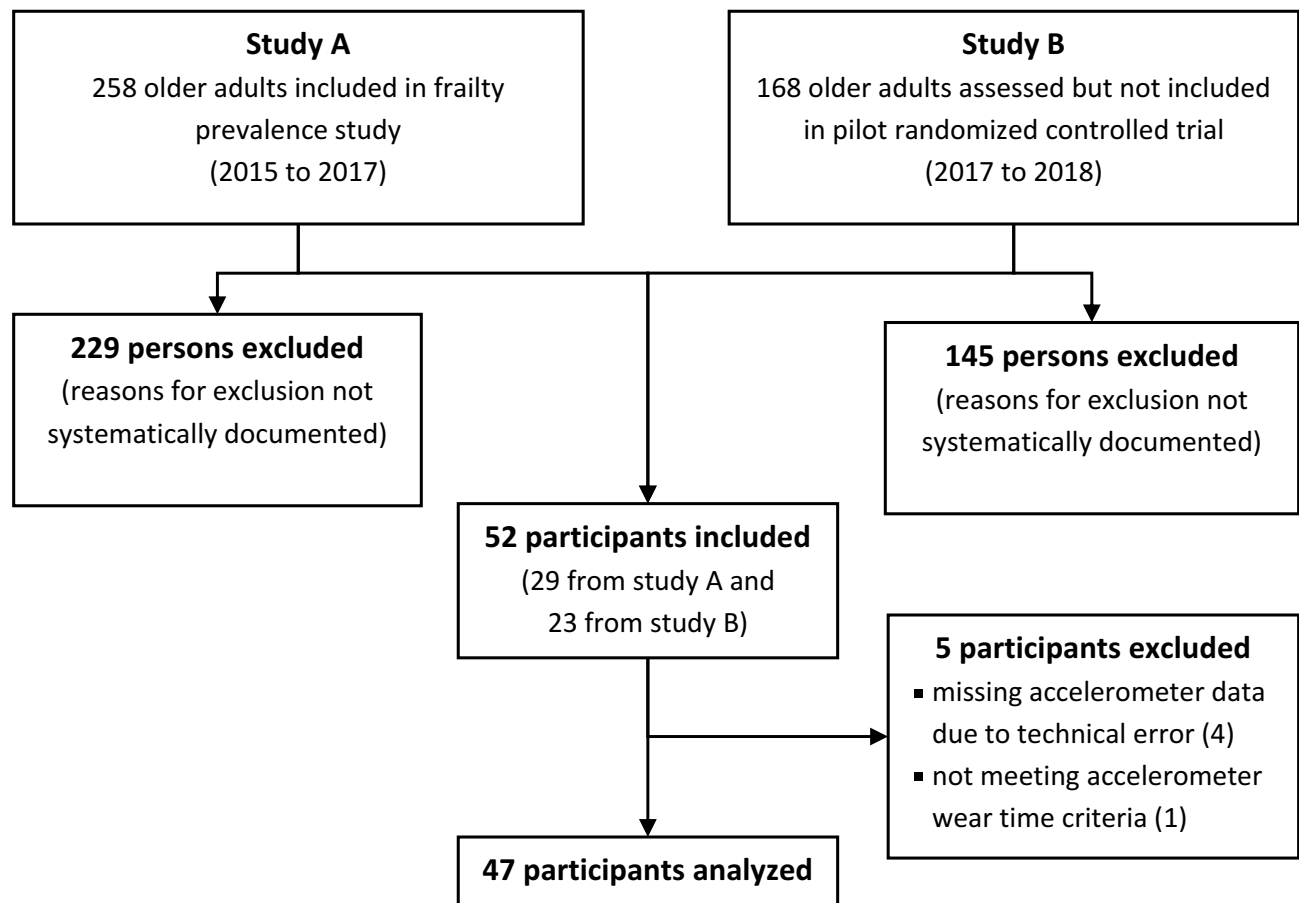 Study A
258 older adults included in frailty
prevalence study
(2015 to 2017)
Study B
168 older adults assessed but not included
in pilot randomized controlled trial
(2017 to 2018)
229 persons excluded
(reasons for exclusion not
systematically documented)
145 persons excluded
(reasons for exclusion not
systematically documented)
52 participants included
(29 from study A and
23 from study B)
5 participants excluded
▪ missing accelerometer data
due to technical error (4)
▪ not meeting accelerometer
wear time criteria (1)
47 participants analyzed